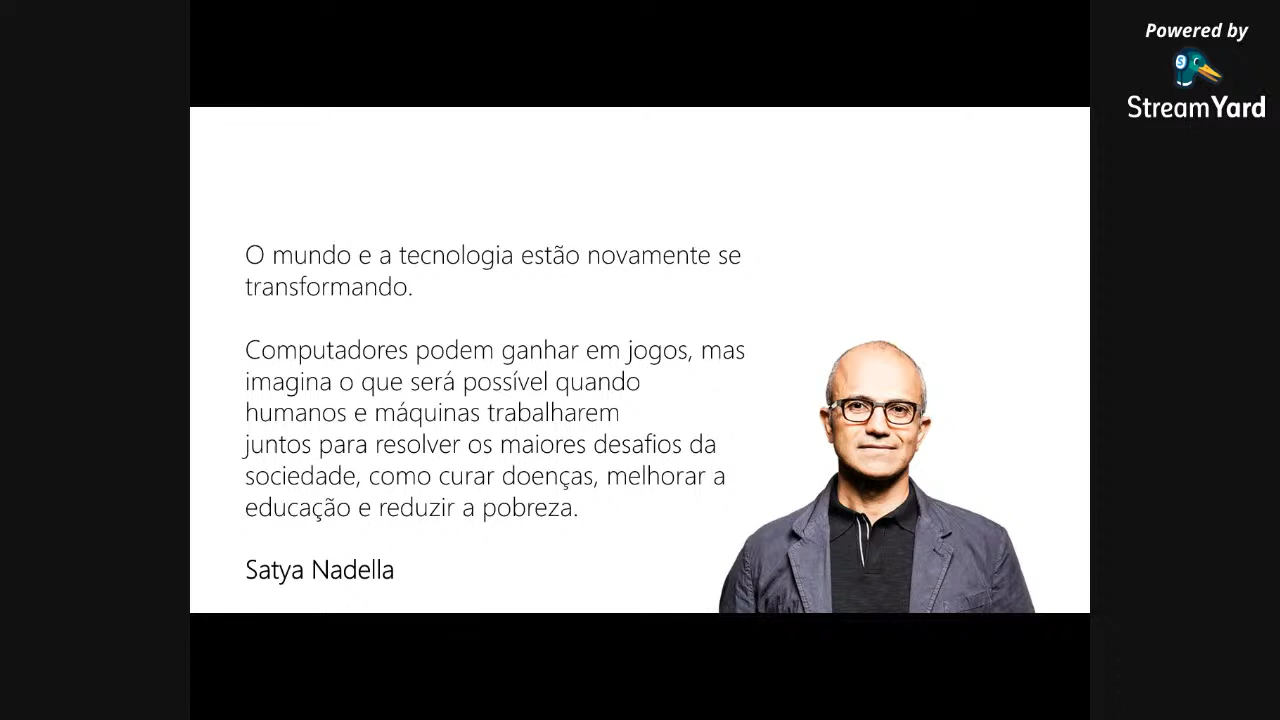 Powered by
StreamYard
O mundo e a tecnologia estão novamente se
transformando.
Computadores podem ganhar em jogos, mas
imagina o que será possível quando
humanos e máquinas trabalharem
juntos para resolver os maiores desafios da
sociedade, como curar doenças, melhorar a
educação e reduzir a pobreza.
Satya Nadella